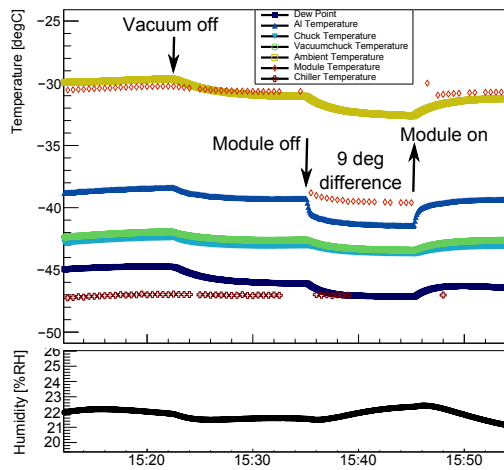 Temperature [degC]
−25
−30
−35
−40
−45
−50
Vacuum off
Dew Point
Al Temperature
Chuck Temperature
Vacuumchuck Temperature
Ambient Temperature
Module Temperature
Chiller Temperature
Module off
Module on
9 deg
difference
Humidity [%RH]
26
25
24
23
22
21
20
15:20
15:30
15:40
15:50